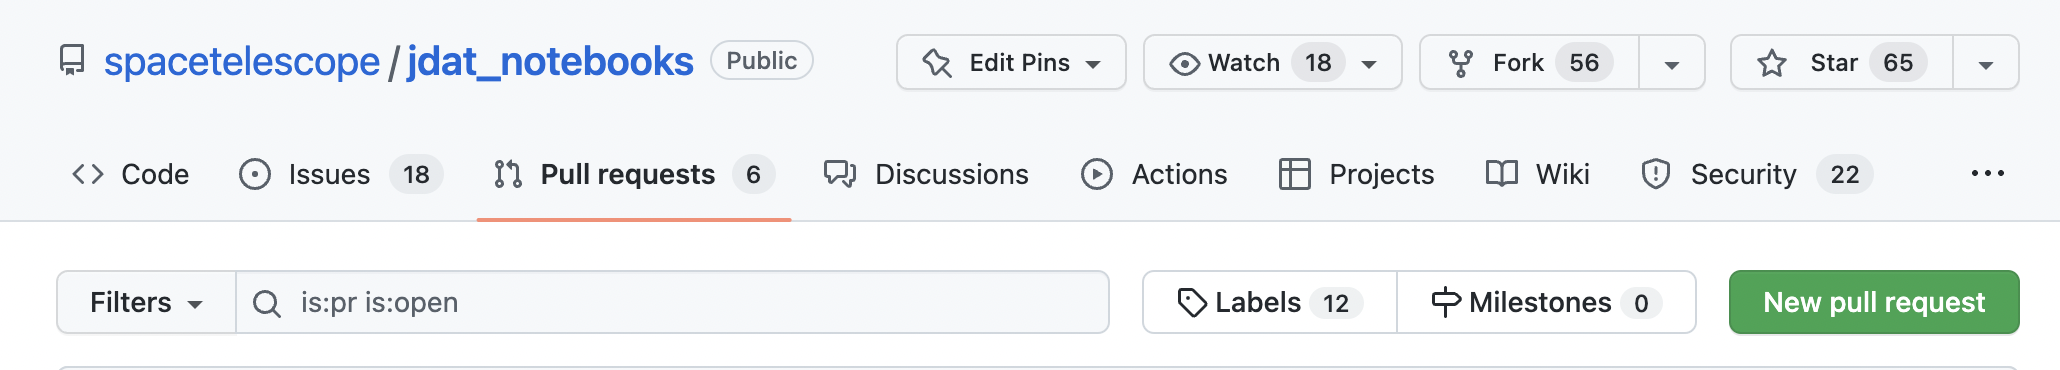 spacetelescope / jdat_notebooks Public Edit Pins Watch 18 Fork 56 Star 65
Code Issues 18 Pull requests 6 Discussions Actions Projects Wiki Security 22 ...
Filters is:pr is:open Labels 12 Milestones 0 New pull request